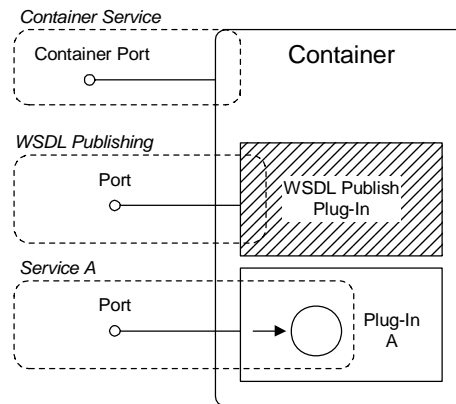 Container Service
Container Port
Container
WSDL Publishing
Port
WSDL Publish
Plug-In
Service A
Port
Plug-In
A